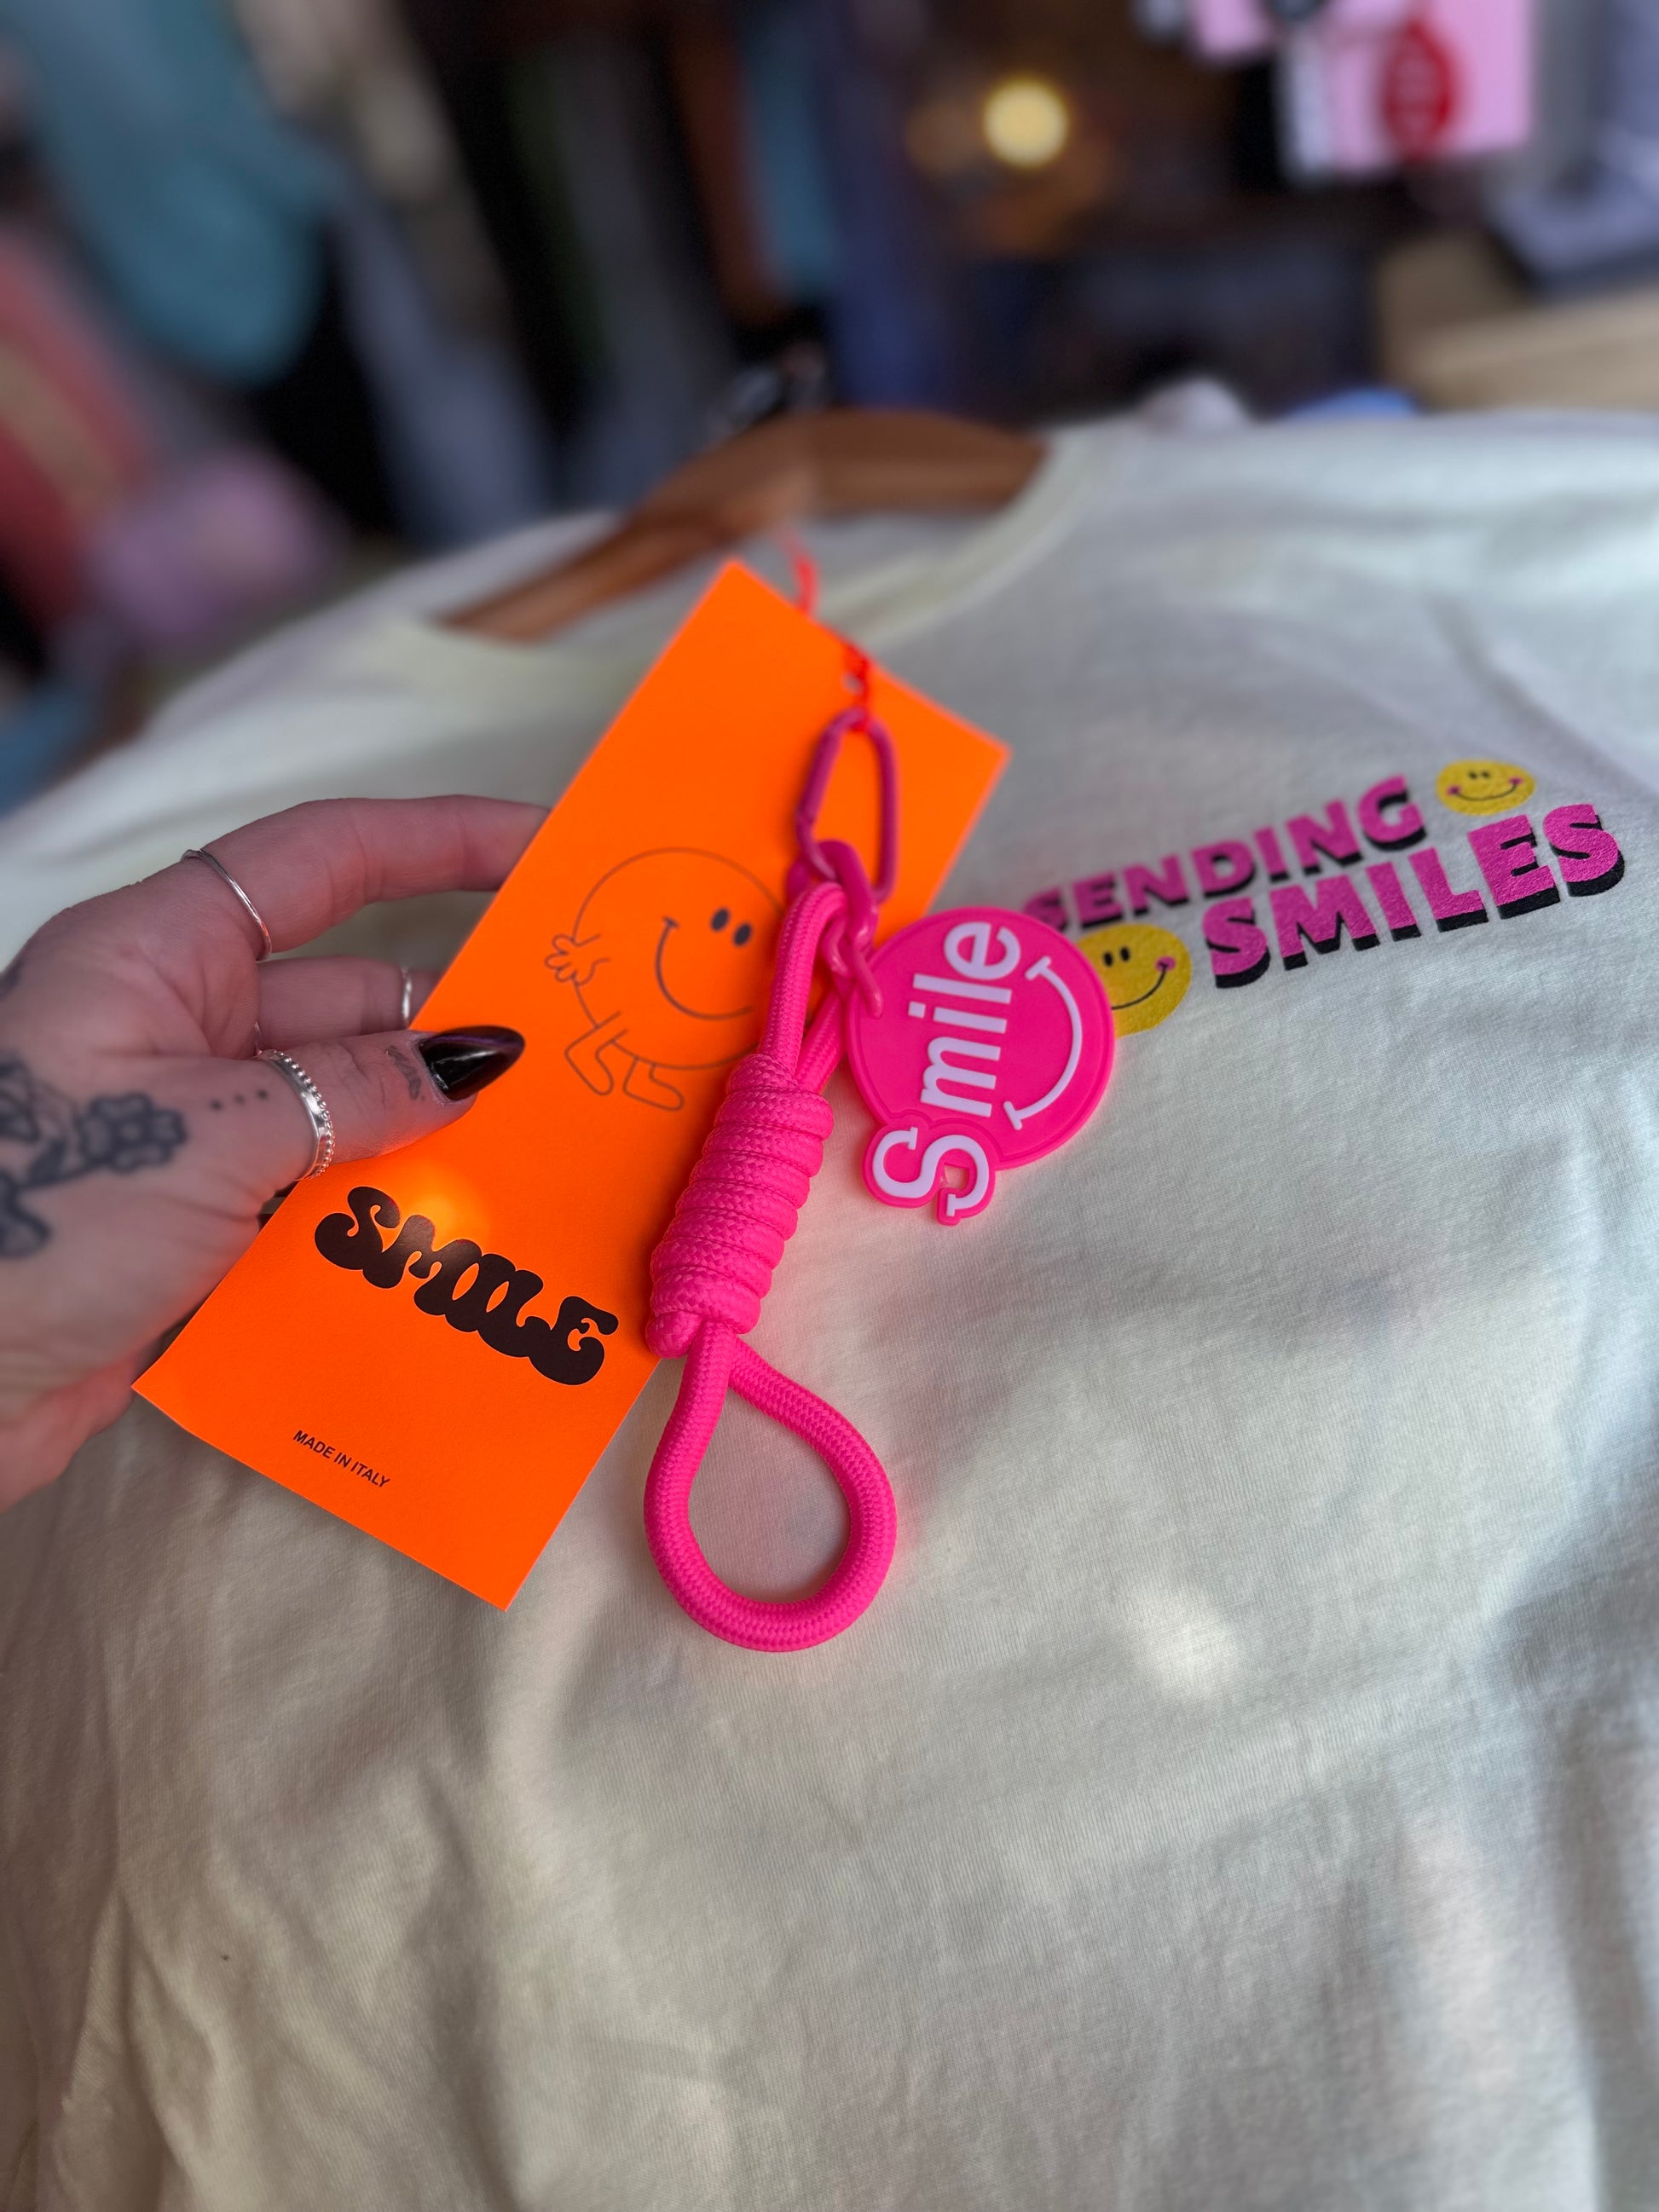 SENDING
SMILES
Smile
SMILE
MADE IN ITALY